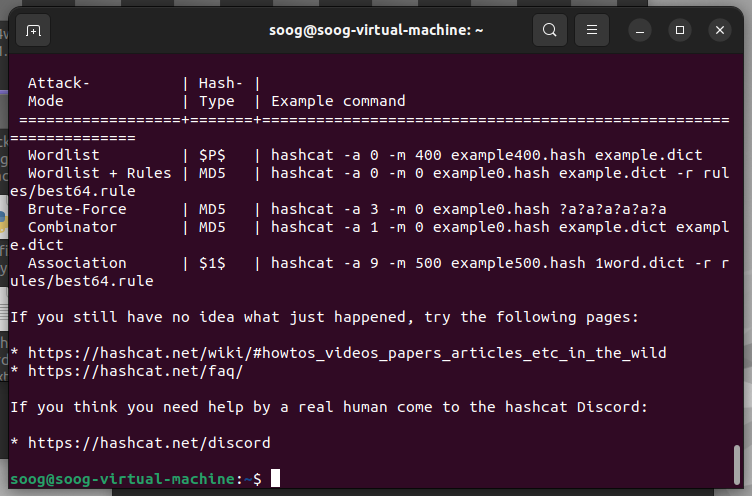 soog@soog-virtual-machine: ~
Attack- | Hash- |
Mode | Type | Example command
==================+=======+====================================================
==============
Wordlist | $P$ | hashcat -a 0 -m 400 example400.hash example.dict
Wordlist + Rules | MD5 | hashcat -a 0 -m 0 example0.hash example.dict -r rul
es/best64.rule
Brute-Force | MD5 | hashcat -a 3 -m 0 example0.hash ?a?a?a?a?a?a
Combinator | MD5 | hashcat -a 1 -m 0 example0.hash example.dict exampl
e.dict
Association | $1$ | hashcat -a 9 -m 500 example500.hash 1word.dict -r r
ules/best64.rule
If you still have no idea what just happened, try the following pages:
* https://hashcat.net/wiki/#howtos_videos_papers_articles_etc_in_the_wild
* https://hashcat.net/faq/
If you think you need help by a real human come to the hashcat Discord:
* https://hashcat.net/discord
soog@soog-virtual-machine:~$